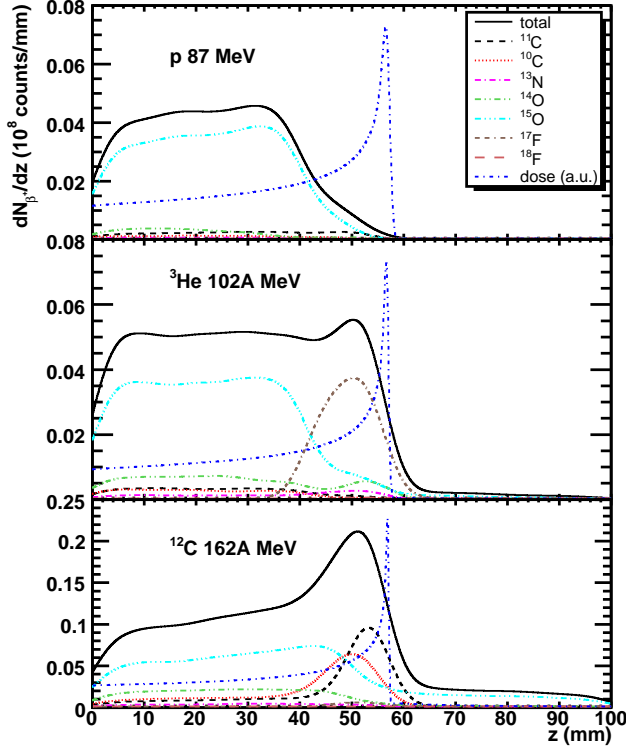 0.08
0.06
0.04
0.02
0.08
0.06
0.04
0.02
0.25
0.2
0.15
0.1
0.05
0
dN_β⁺/dz (10⁸ counts/mm)
p 87 MeV
total
¹¹C
¹⁰C
¹³N
¹⁴O
¹⁵O
¹⁷F
¹⁸F
dose (a.u.)
³He 102A MeV
¹²C 162A MeV
0 10 20 30 40 50 60 70 80 90 100
z (mm)